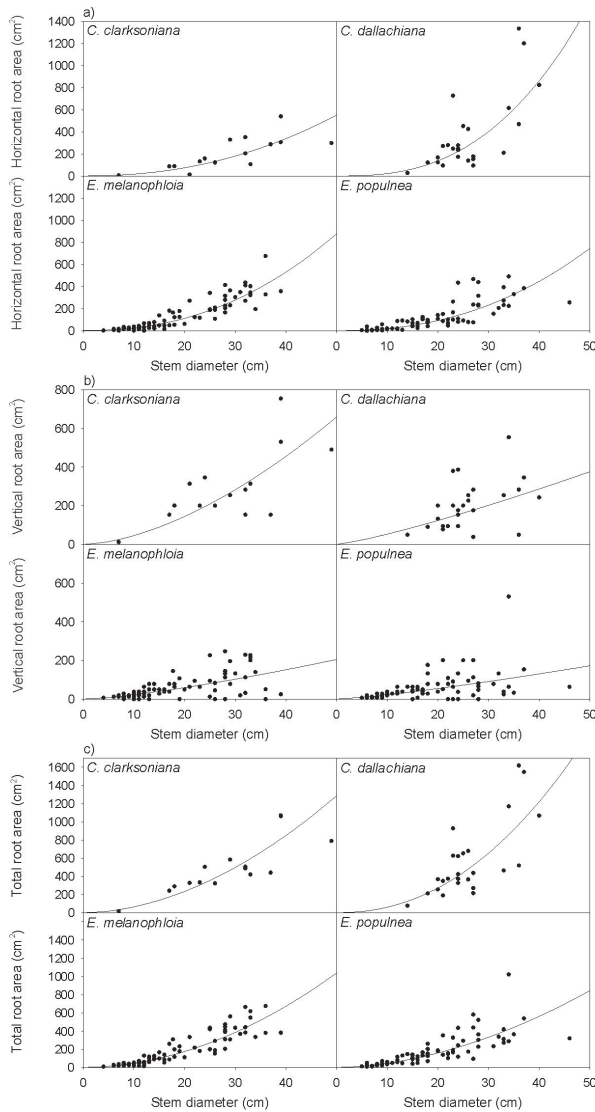 a)
C. clarksoniana C. dallachiana
Horizontal root area (cm²)
1400
1200
1000
800
600
400
200
0
E. melanophloia E. populnea
Horizontal root area (cm²)
1200
1000
800
600
400
200
0
0 10 20 30 40 0 10 20 30 40 50
Stem diameter (cm) Stem diameter (cm)
b)
C. clarksoniana C. dallachiana
Vertical root area (cm²)
800
600
400
200
0
E. melanophloia E. populnea
Vertical root area (cm²)
600
400
200
0
0 10 20 30 40 0 10 20 30 40 50
Stem diameter (cm) Stem diameter (cm)
c)
C. clarksoniana C. dallachiana
Total root area (cm²)
1600
1400
1200
1000
800
600
400
200
0
E. melanophloia E. populnea
Total root area (cm²)
1400
1200
1000
800
600
400
200
0
0 10 20 30 40 0 10 20 30 40 50
Stem diameter (cm) Stem diameter (cm)